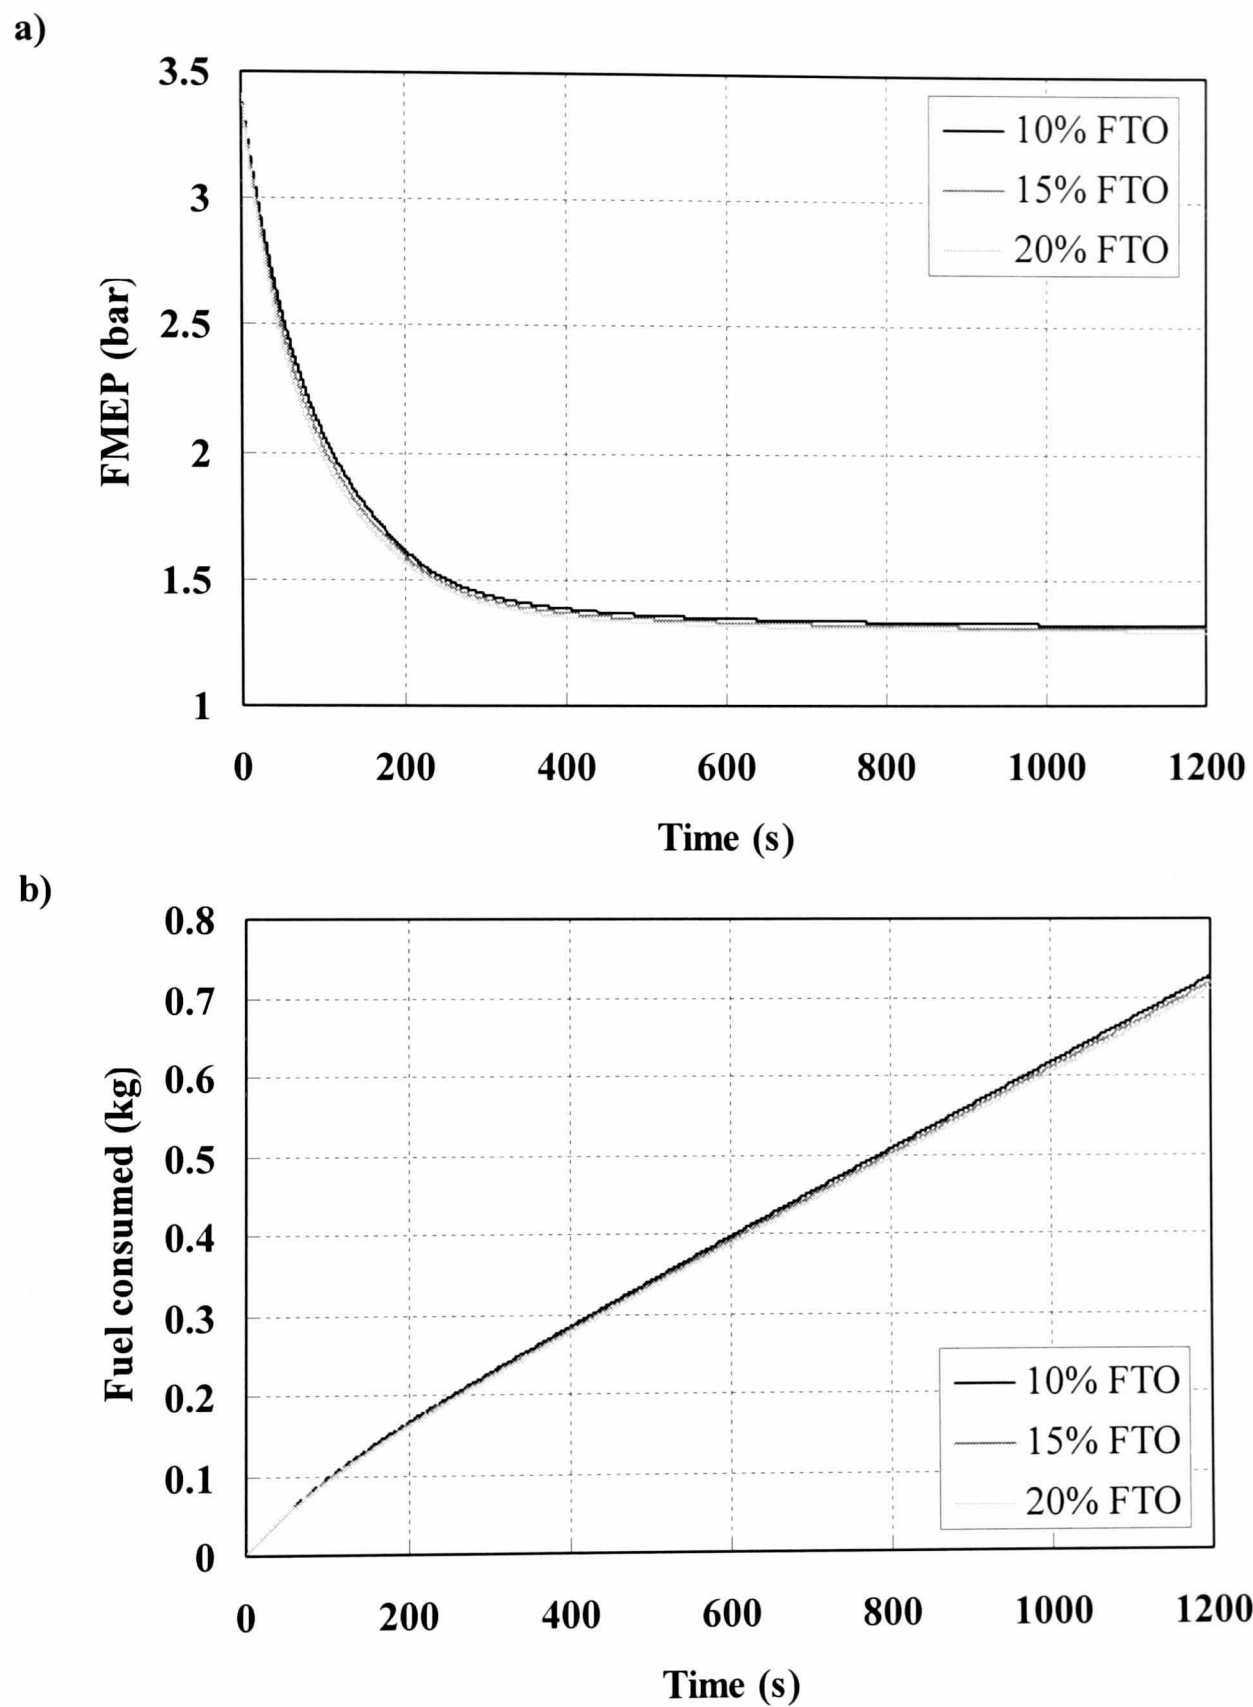 a)
3.5
3
2.5
2
1.5
1
FMEP (bar)
10% FTO
15% FTO
20% FTO
0 200 400 600 800 1000 1200
Time (s)
b)
0.8
0.7
0.6
0.5
0.4
0.3
0.2
0.1
0
Fuel consumed (kg)
10% FTO
15% FTO
20% FTO
0 200 400 600 800 1000 1200
Time (s)